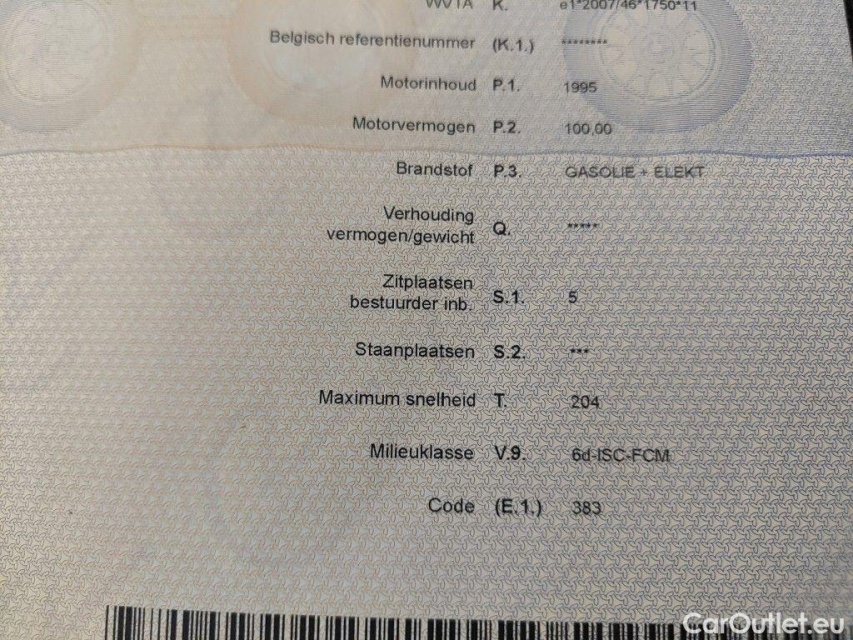 WVTA K. e1*2007/46*1750*11
Belgisch referentienummer (K.1.) ********
Motorinhoud P.1. 1995
Motorvermogen P.2. 100,00
Brandstof P.3. GASOLIE + ELEKT
Verhouding
vermogen/gewicht Q. *****
Zitplaatsen
bestuurder inb. S.1. 5
Staanplaatsen S.2. ***
Maximum snelheid T. 204
Milieuklasse V.9. 6d-ISC-FCM
Code (E.1.) 383
CarOutlet.eu